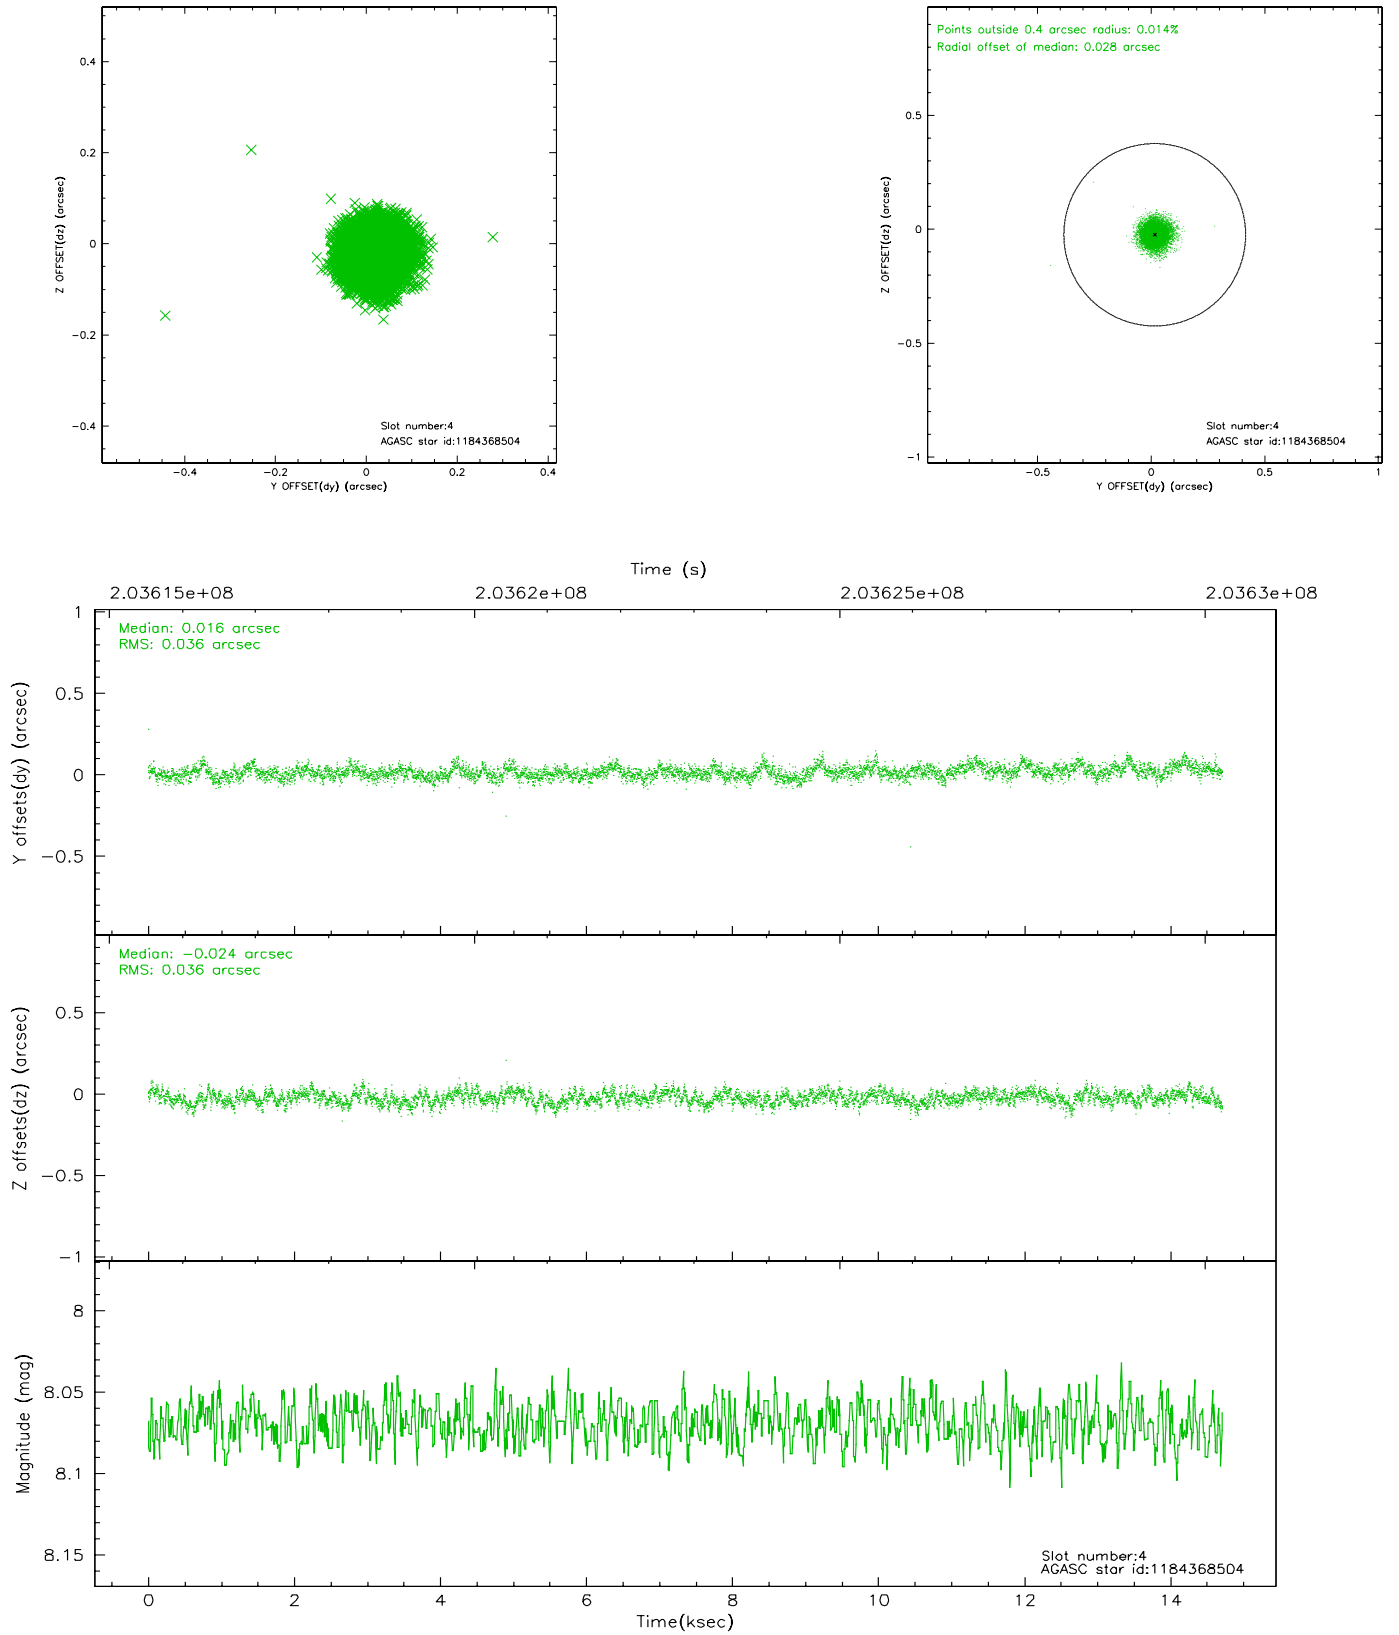 0.4
0.2
0
−0.2
−0.4
Z OFFSET(dz) (arcsec)
−0.4 −0.2 0 0.2 0.4
Y OFFSET(dy) (arcsec)
Slot number:4
AGASC star id:1184368504
Points outside 0.4 arcsec radius: 0.014%
Radial offset of median: 0.028 arcsec
0.5
0
−0.5
−1
Z OFFSET(dz) (arcsec)
−0.5 0 0.5 1
Y OFFSET(dy) (arcsec)
Slot number:4
AGASC star id:1184368504
Time (s)
2.03615e+08 2.0362e+08 2.03625e+08 2.0363e+08
Median: 0.016 arcsec
RMS: 0.036 arcsec
1
0.5
0
−0.5
Y offsets(dy) (arcsec)
Median: −0.024 arcsec
RMS: 0.036 arcsec
0.5
0
−0.5
−1
Z offsets(dz) (arcsec)
8
8.05
8.1
8.15
Magnitude (mag)
Slot number:4
AGASC star id:1184368504
0 2 4 6 8 10 12 14
Time(ksec)